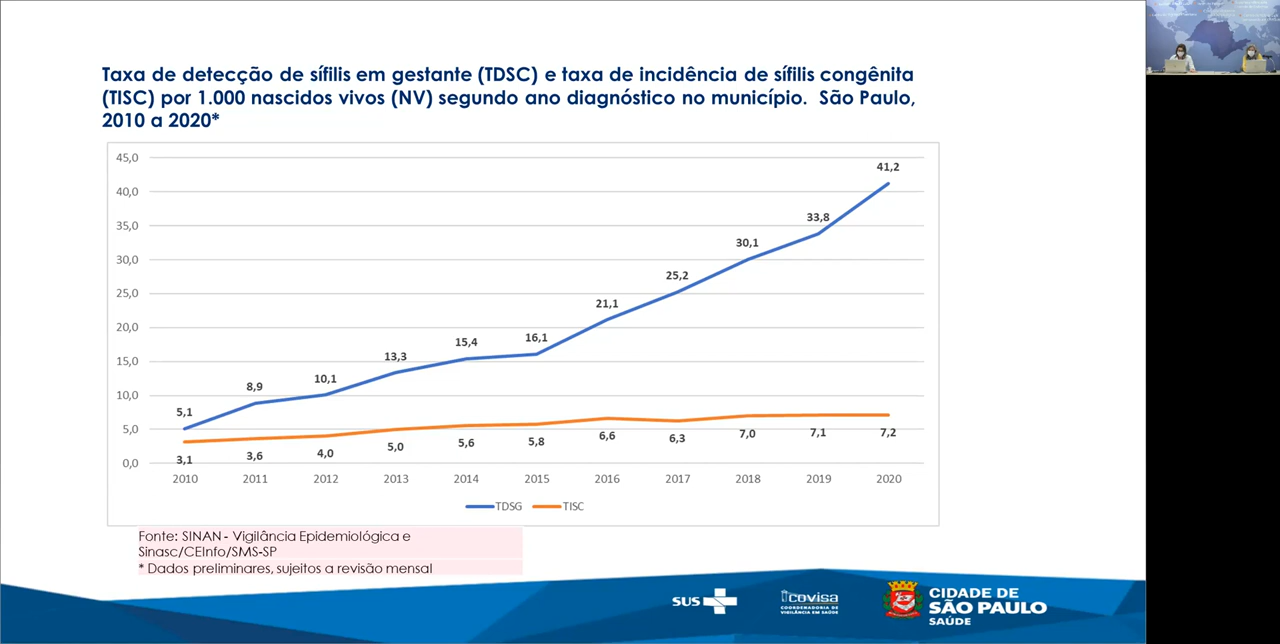 Taxa de detecção de sífilis em gestante (TDSC) e taxa de incidência de sífilis congênita
(TISC) por 1.000 nascidos vivos (NV) segundo ano diagnóstico no município.  São Paulo,
2010 a 2020*
45,0
40,0
35,0
30,0
25,0
20,0
15,0
10,0
5,0
0,0
5,1
8,9
10,1
13,3
15,4
16,1
21,1
25,2
30,1
33,8
41,2
3,1
3,6
4,0
5,0
5,6
5,8
6,6
6,3
7,0
7,1
7,2
2010 2011 2012 2013 2014 2015 2016 2017 2018 2019 2020
TDSG TISC
Fonte: SINAN - Vigilância Epidemiológica e
Sinasc/CEInfo/SMS-SP
* Dados preliminares, sujeitos a revisão mensal
SUS
covisa
COORDENADORIA DE
VIGILÂNCIA EM SAÚDE
CIDADE DE
SÃO PAULO
SAÚDE